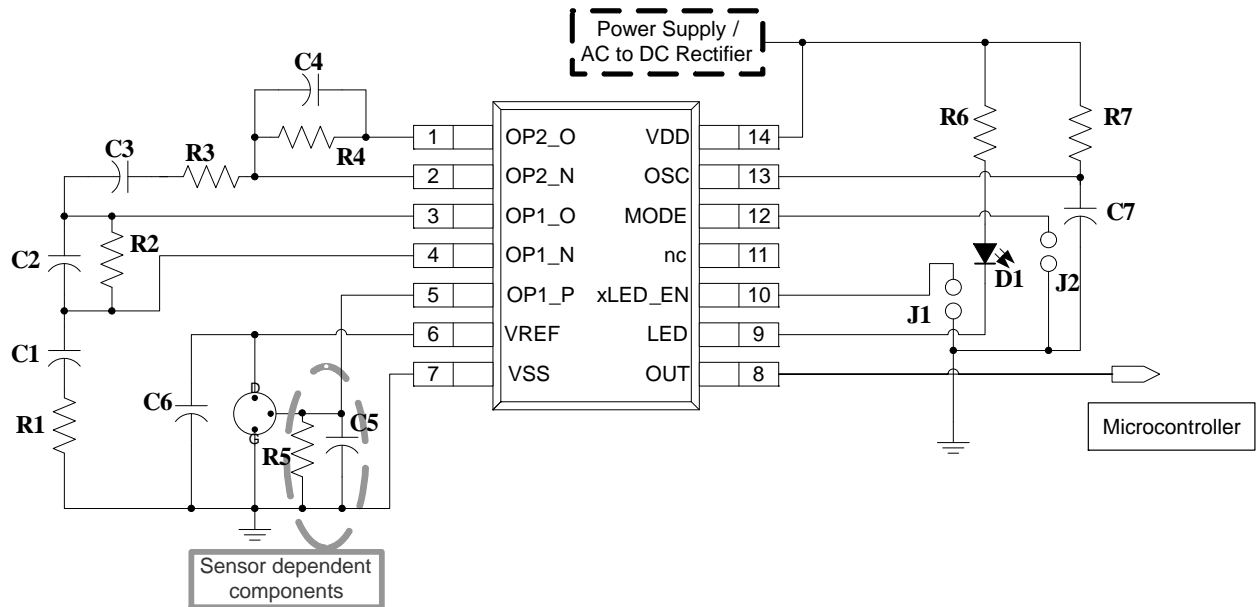 Power Supply /
AC to DC Rectifier
C4
R4
C3
R3
R6
R7
1 OP2_O VDD 14
2 OP2_N OSC 13
3 OP1_O MODE 12
4 OP1_N nc 11
5 OP1_P xLED_EN 10
6 VREF LED 9
7 VSS OUT 8
C7
R2
C2
D1
J2
J1
C1
R1
C6
D
G
R5
C5
Microcontroller
Sensor dependent
components